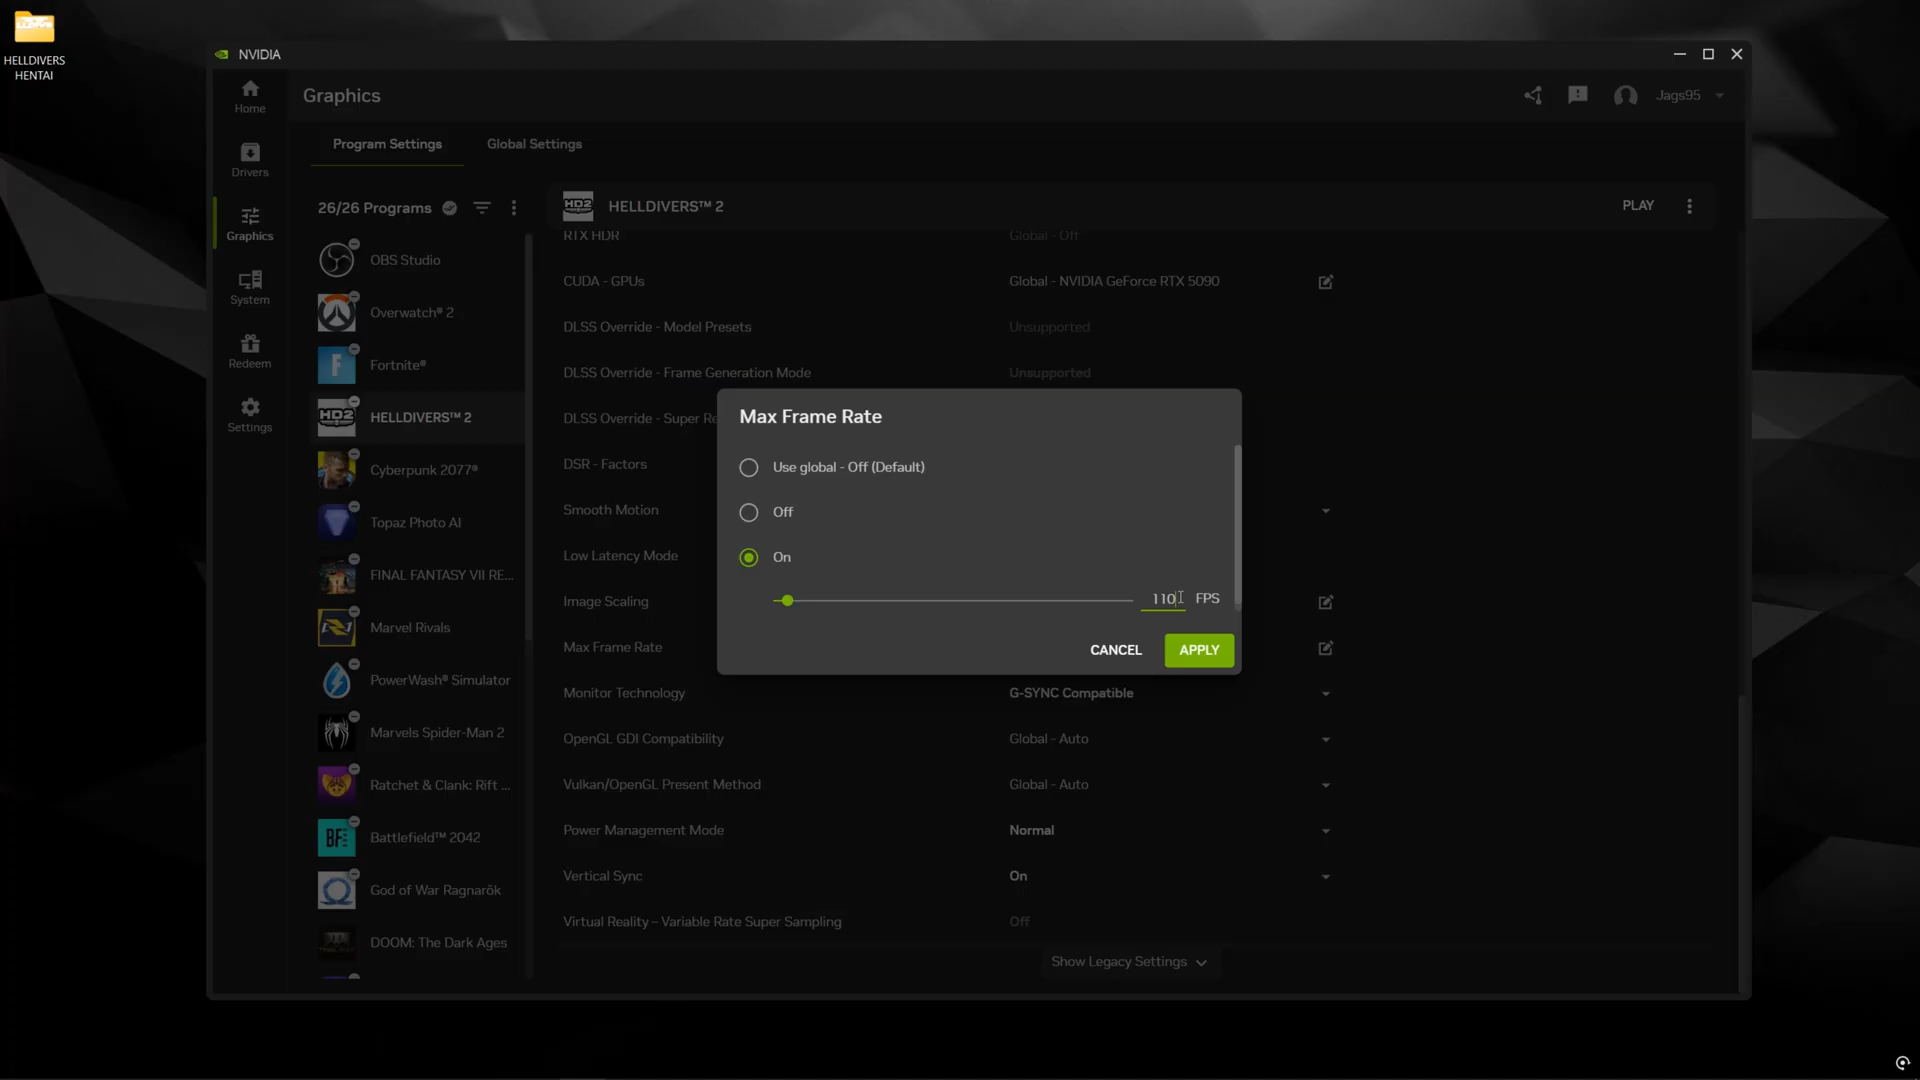 HELLDIVERS
HENTAI
NVIDIA
Home
Drivers
Graphics
System
Redeem
Settings
Graphics
Jags95
Program Settings
Global Settings
26/26 Programs
OBS Studio
Overwatch® 2
Fortnite®
HELLDIVERS™ 2
Cyberpunk 2077®
Topaz Photo AI
FINAL FANTASY VII RE...
Marvel Rivals
PowerWash® Simulator
Marvels Spider-Man 2
Ratchet & Clank: Rift ...
Battlefield™ 2042
God of War Ragnarök
DOOM: The Dark Ages
HD2
HELLDIVERS™ 2
PLAY
RTX HDR
Global - Off
CUDA - GPUs
Global - NVIDIA GeForce RTX 5090
DLSS Override - Model Presets
Unsupported
DLSS Override - Frame Generation Mode
Unsupported
DLSS Override - Super Re
DSR - Factors
Smooth Motion
Low Latency Mode
Image Scaling
Max Frame Rate
Monitor Technology
G-SYNC Compatible
OpenGL GDI Compatibility
Global - Auto
Vulkan/OpenGL Present Method
Global - Auto
Power Management Mode
Normal
Vertical Sync
On
Virtual Reality – Variable Rate Super Sampling
Off
Show Legacy Settings
Max Frame Rate
Use global - Off (Default)
Off
On
110 FPS
CANCEL
APPLY
F
HD2
BF